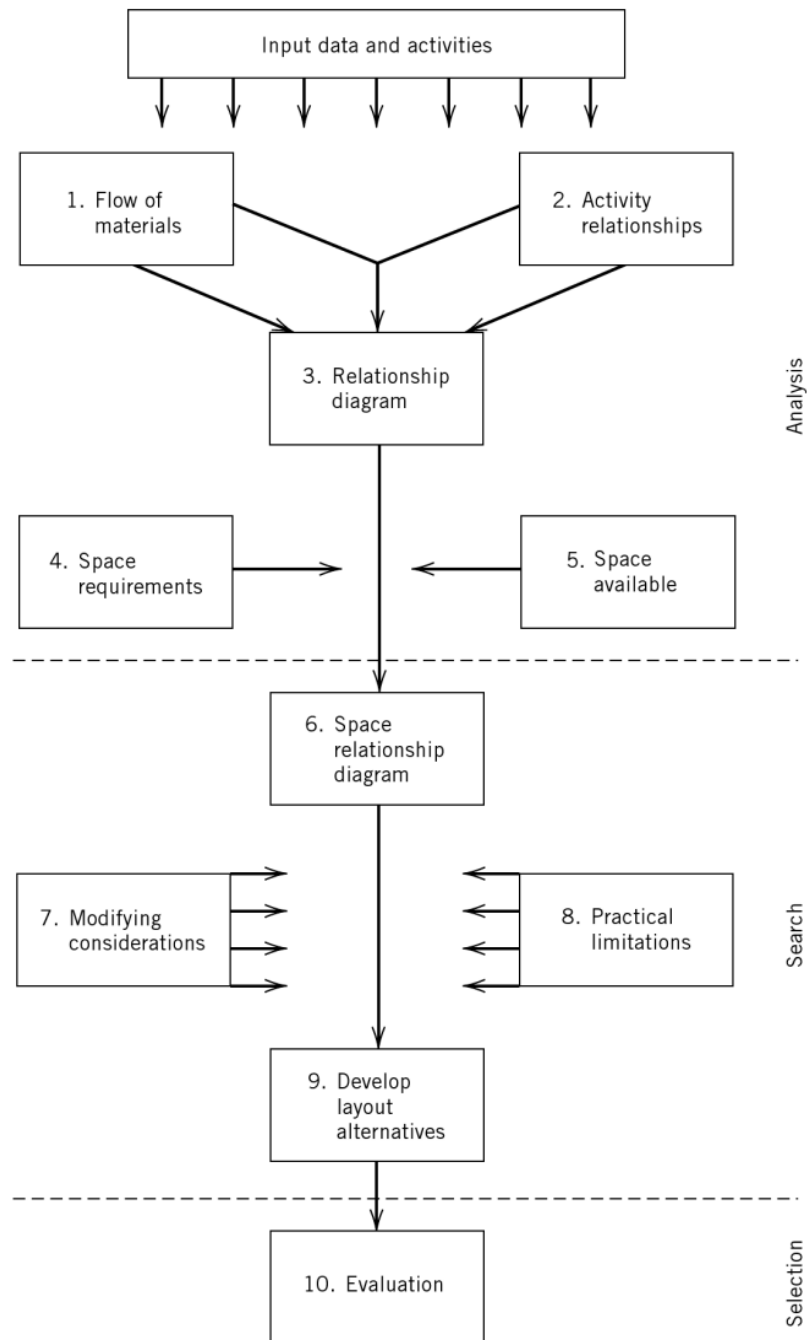 Input data and activities
1. Flow of
materials
2. Activity
relationships
3. Relationship
diagram
Analysis
4. Space
requirements
5. Space
available
6. Space
relationship
diagram
7. Modifying
considerations
8. Practical
limitations
Search
9. Develop
layout
alternatives
10. Evaluation
Selection